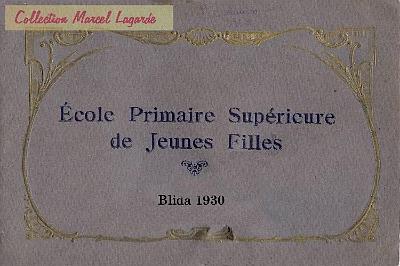 Collection Marcel Lagarde
École Primaire Supérieure
de Jeunes Filles
Blida 1930